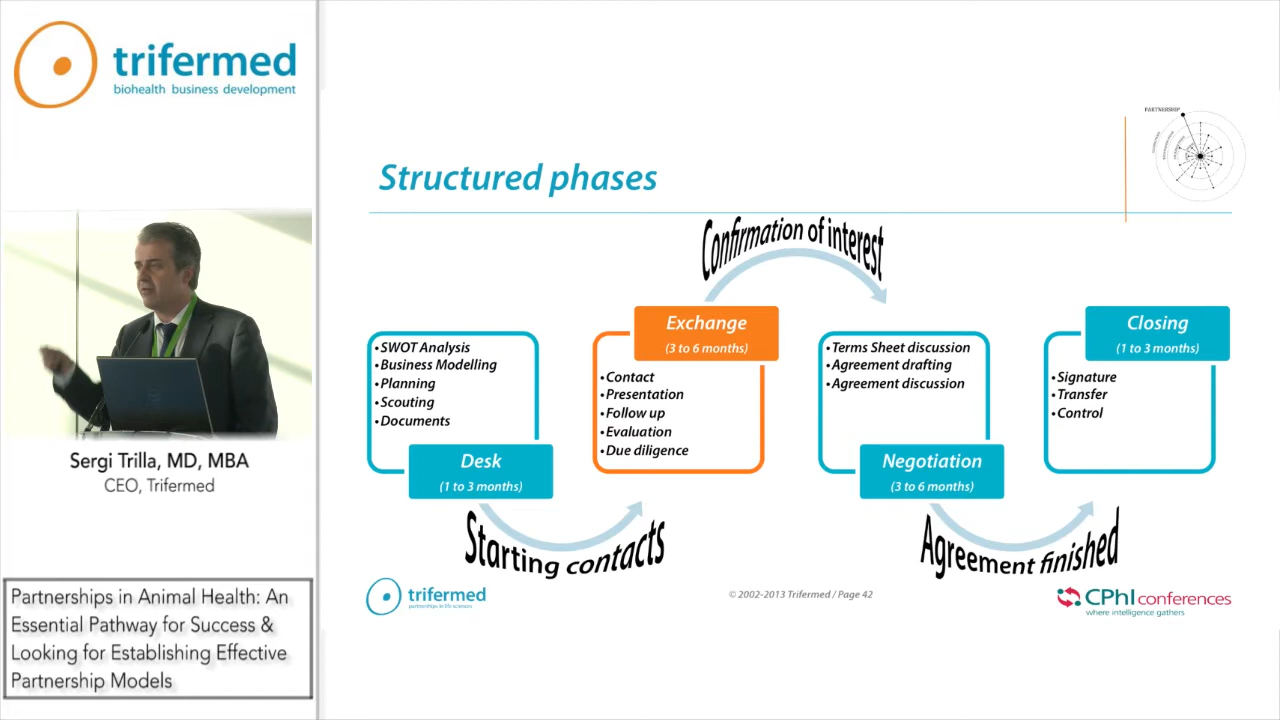 trifermed
biohealth business development
Sergi Trilla, MD, MBA
CEO, Trifermed
Partnerships in Animal Health: An
Essential Pathway for Success &
Looking for Establishing Effective
Partnership Models
PARTNERSHIP
Structured phases
Confirmation of interest
•SWOT Analysis
•Business Modelling
•Planning
•Scouting
•Documents
Desk
(1 to 3 months)
Starting contacts
Exchange
(3 to 6 months)
•Contact
•Presentation
•Follow up
•Evaluation
•Due diligence
•Terms Sheet discussion
•Agreement drafting
•Agreement discussion
Negotiation
(3 to 6 months)
Agreement finished
Closing
(1 to 3 months)
•Signature
•Transfer
•Control
trifermed
partnerships in life sciences
© 2002-2013 Trifermed / Page 42
CPhI conferences
where intelligence gathers